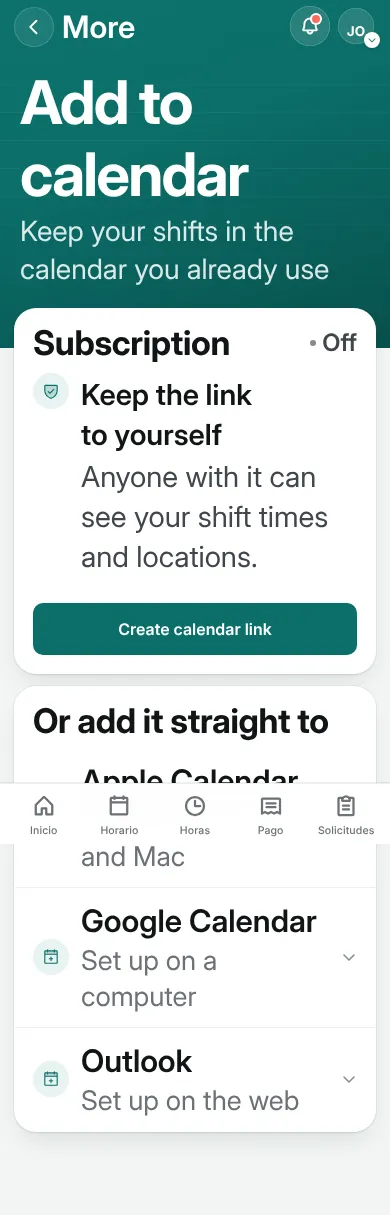 More
JO
Add to
calendar
Keep your shifts in the
calendar you already use
Subscription
Off
Keep the link
to yourself
Anyone with it can
see your shift times
and locations.
Create calendar link
Or add it straight to
Apple Calendar
Inicio
Horario
Horas
Pago
Solicitudes
and Mac
Google Calendar
Set up on a
computer
Outlook
Set up on the web